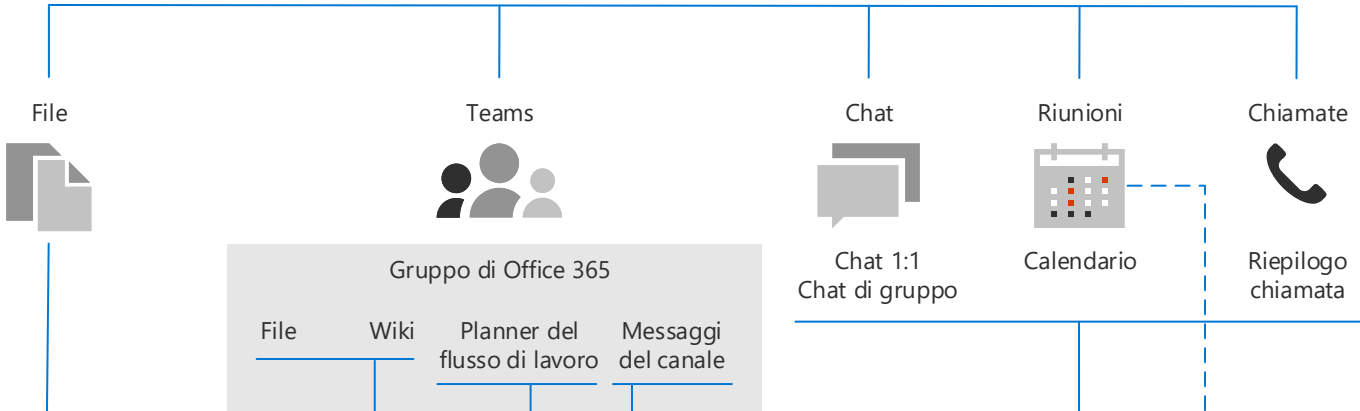 File
Teams
Chat
Riunioni
Chiamate
Chat 1:1
Chat di gruppo
Calendario
Riepilogo
chiamata
Gruppo di Office 365
File
Wiki
Planner del
flusso di lavoro
Messaggi
del canale